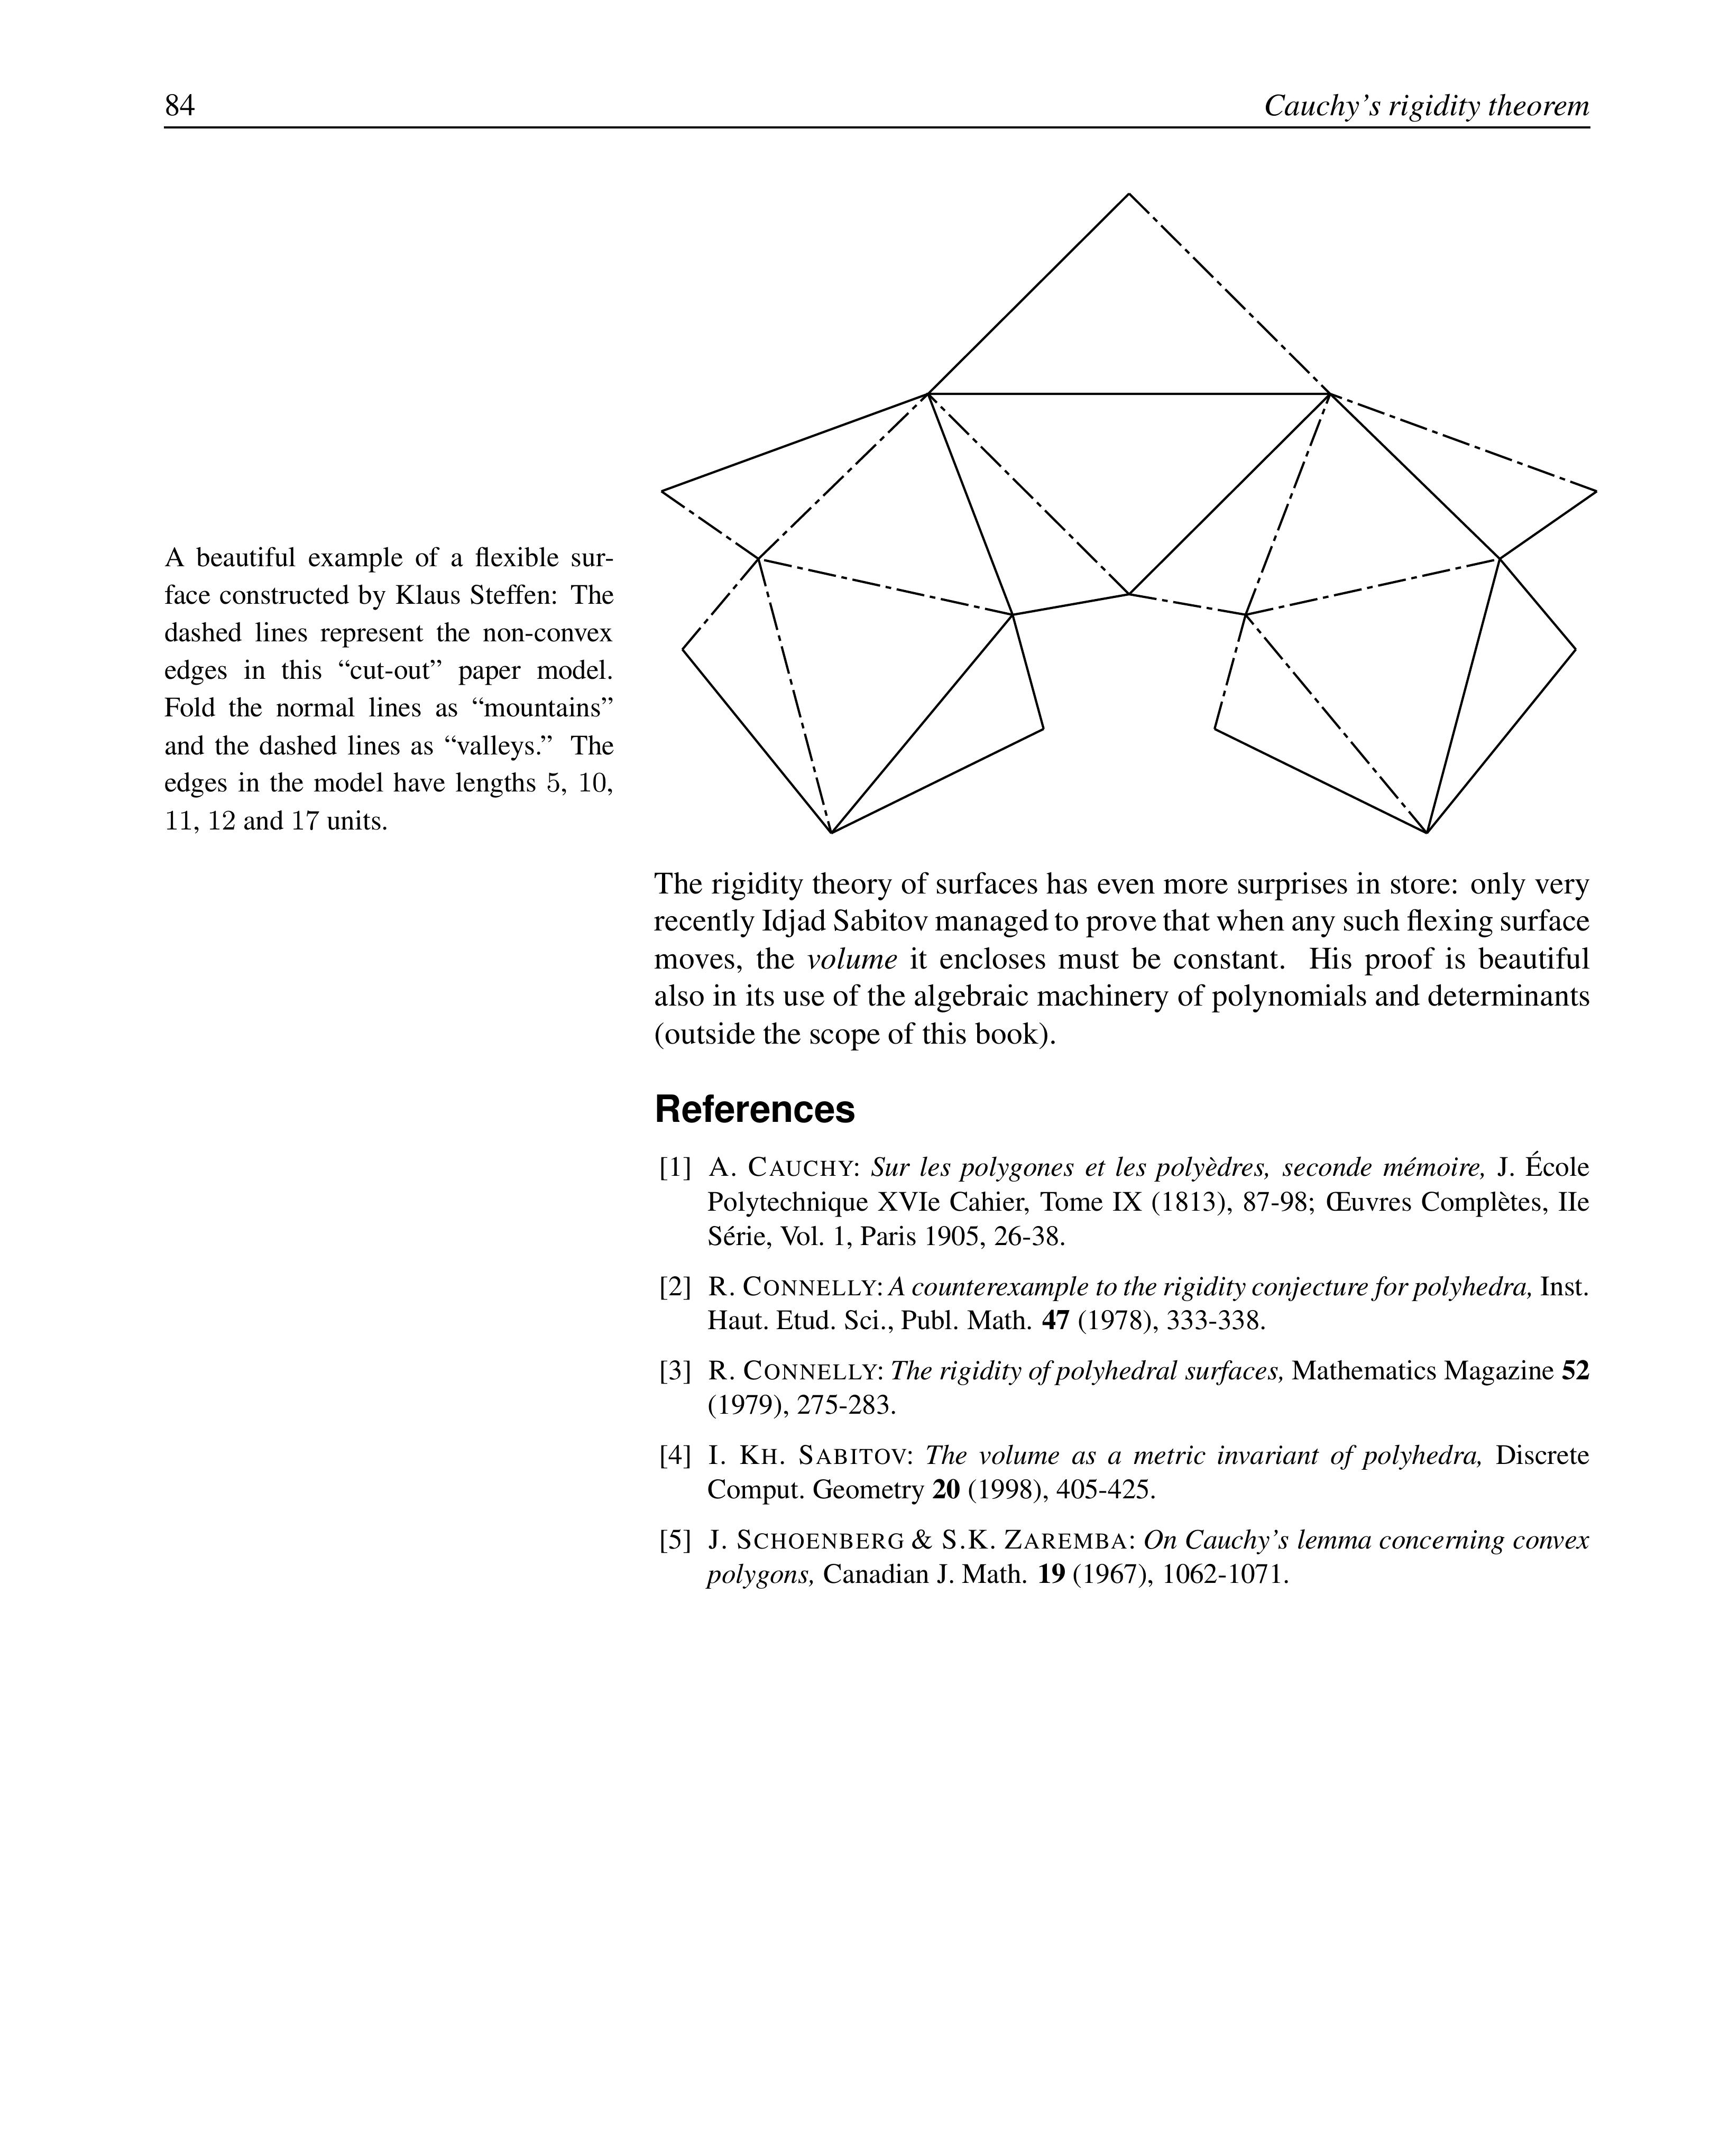 84
Cauchy's rigidity theorem
A beautiful example of a flexible sur-
face constructed by Klaus Steffen: The
dashed lines represent the non-convex
edges in this “cut-out” paper model.
Fold the normal lines as “mountains”
and the dashed lines as “valleys.” The
edges in the model have lengths 5, 10,
11, 12 and 17 units.
The rigidity theory of surfaces has even more surprises in store: only very
recently Idjad Sabitov managed to prove that when any such flexing surface
moves, the volume it encloses must be constant. His proof is beautiful
also in its use of the algebraic machinery of polynomials and determinants
(outside the scope of this book).
References
[1] A. CAUCHY: Sur les polygones et les polyèdres, seconde mémoire, J. École
Polytechnique XVIe Cahier, Tome IX (1813), 87-98; Œuvres Complètes, IIe
Série, Vol. 1, Paris 1905, 26-38.
[2] R. CONNELLY: A counterexample to the rigidity conjecture for polyhedra, Inst.
Haut. Etud. Sci., Publ. Math. 47 (1978), 333-338.
[3] R. CONNELLY: The rigidity of polyhedral surfaces, Mathematics Magazine 52
(1979), 275-283.
[4] I. KH. SABITOV: The volume as a metric invariant of polyhedra, Discrete
Comput. Geometry 20 (1998), 405-425.
[5] J. SCHOENBERG & S.K. ZAREMBA: On Cauchy's lemma concerning convex
polygons, Canadian J. Math. 19 (1967), 1062-1071.